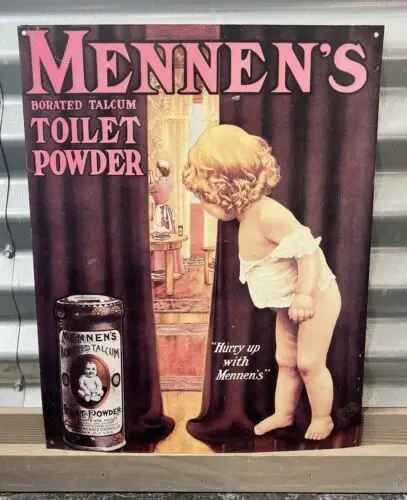 MENNEN'S
BORATED TALCUM
TOILET
POWDER
"Hurry up
with
Mennen's"
MENNEN'S
BORATED TALCUM
TOILET POWDER